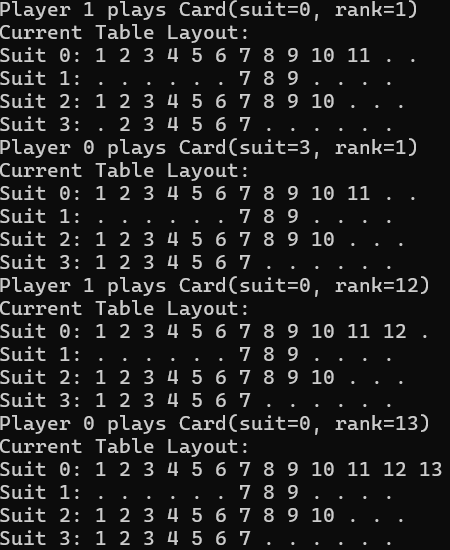 Player 1 plays Card(suit=0, rank=1)
Current Table Layout:
Suit 0: 1 2 3 4 5 6 7 8 9 10 11 . .
Suit 1: . . . . . . 7 8 9 . . . .
Suit 2: 1 2 3 4 5 6 7 8 9 10 . . .
Suit 3: . 2 3 4 5 6 7 . . . . . .
Player 0 plays Card(suit=3, rank=1)
Current Table Layout:
Suit 0: 1 2 3 4 5 6 7 8 9 10 11 . .
Suit 1: . . . . . . 7 8 9 . . . .
Suit 2: 1 2 3 4 5 6 7 8 9 10 . . .
Suit 3: 1 2 3 4 5 6 7 . . . . . .
Player 1 plays Card(suit=0, rank=12)
Current Table Layout:
Suit 0: 1 2 3 4 5 6 7 8 9 10 11 12 .
Suit 1: . . . . . . 7 8 9 . . . .
Suit 2: 1 2 3 4 5 6 7 8 9 10 . . .
Suit 3: 1 2 3 4 5 6 7 . . . . . .
Player 0 plays Card(suit=0, rank=13)
Current Table Layout:
Suit 0: 1 2 3 4 5 6 7 8 9 10 11 12 13
Suit 1: . . . . . . 7 8 9 . . . .
Suit 2: 1 2 3 4 5 6 7 8 9 10 . . .
Suit 3: 1 2 3 4 5 6 7 . . . . . .